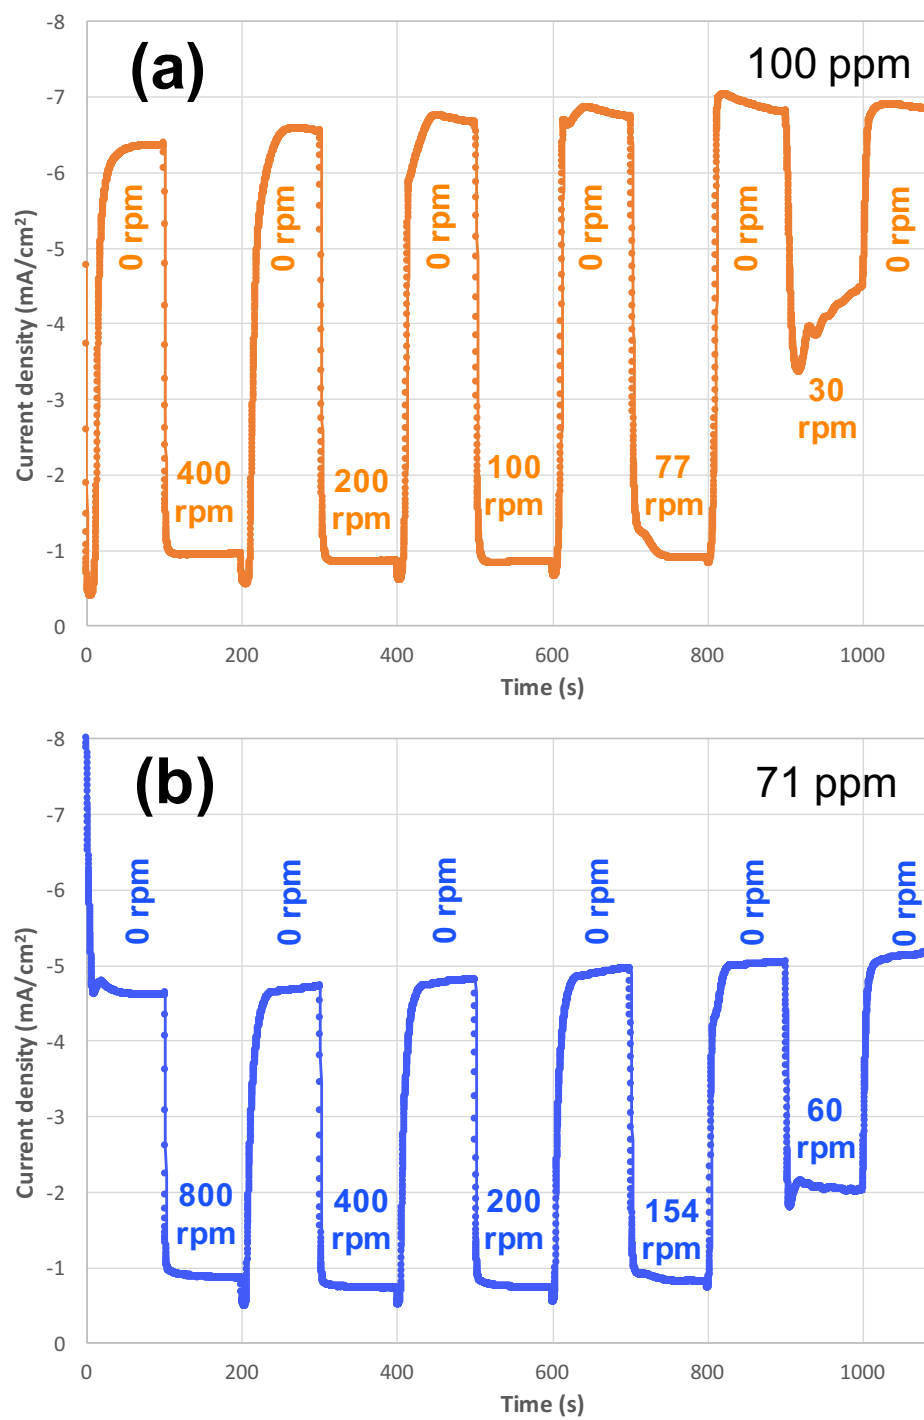 (a)
100 ppm
-8
-7
-6
-5
-4
-3
-2
-1
0
Current density (mA/cm²)
0 rpm
0 rpm
0 rpm
0 rpm
0 rpm
0 rpm
400
rpm
200
rpm
100
rpm
77
rpm
30
rpm
0
200
400
600
800
1000
Time (s)
(b)
71 ppm
-8
-7
-6
-5
-4
-3
-2
-1
0
Current density (mA/cm²)
0 rpm
0 rpm
0 rpm
0 rpm
0 rpm
0 rpm
800
rpm
400
rpm
200
rpm
154
rpm
60
rpm
0
200
400
600
800
1000
Time (s)